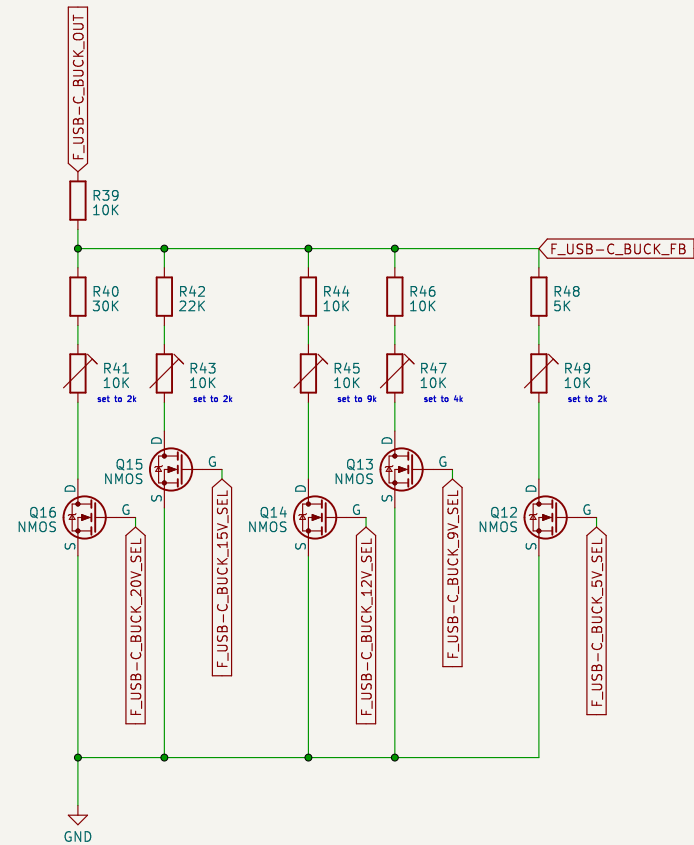 F_USB-C_BUCK_OUT
R39
10K
F_USB-C_BUCK_FB
R40
30K
R42
22K
R44
10K
R46
10K
R48
5K
R41
10K
set to 2k
R43
10K
set to 2k
R45
10K
set to 9k
R47
10K
set to 4k
R49
10K
set to 2k
Q16
NMOS
D
G
S
F_USB-C_BUCK_20V_SEL
Q15
NMOS
D
G
S
F_USB-C_BUCK_15V_SEL
Q14
NMOS
D
G
S
F_USB-C_BUCK_12V_SEL
Q13
NMOS
D
G
S
F_USB-C_BUCK_9V_SEL
Q12
NMOS
D
G
S
F_USB-C_BUCK_5V_SEL
GND